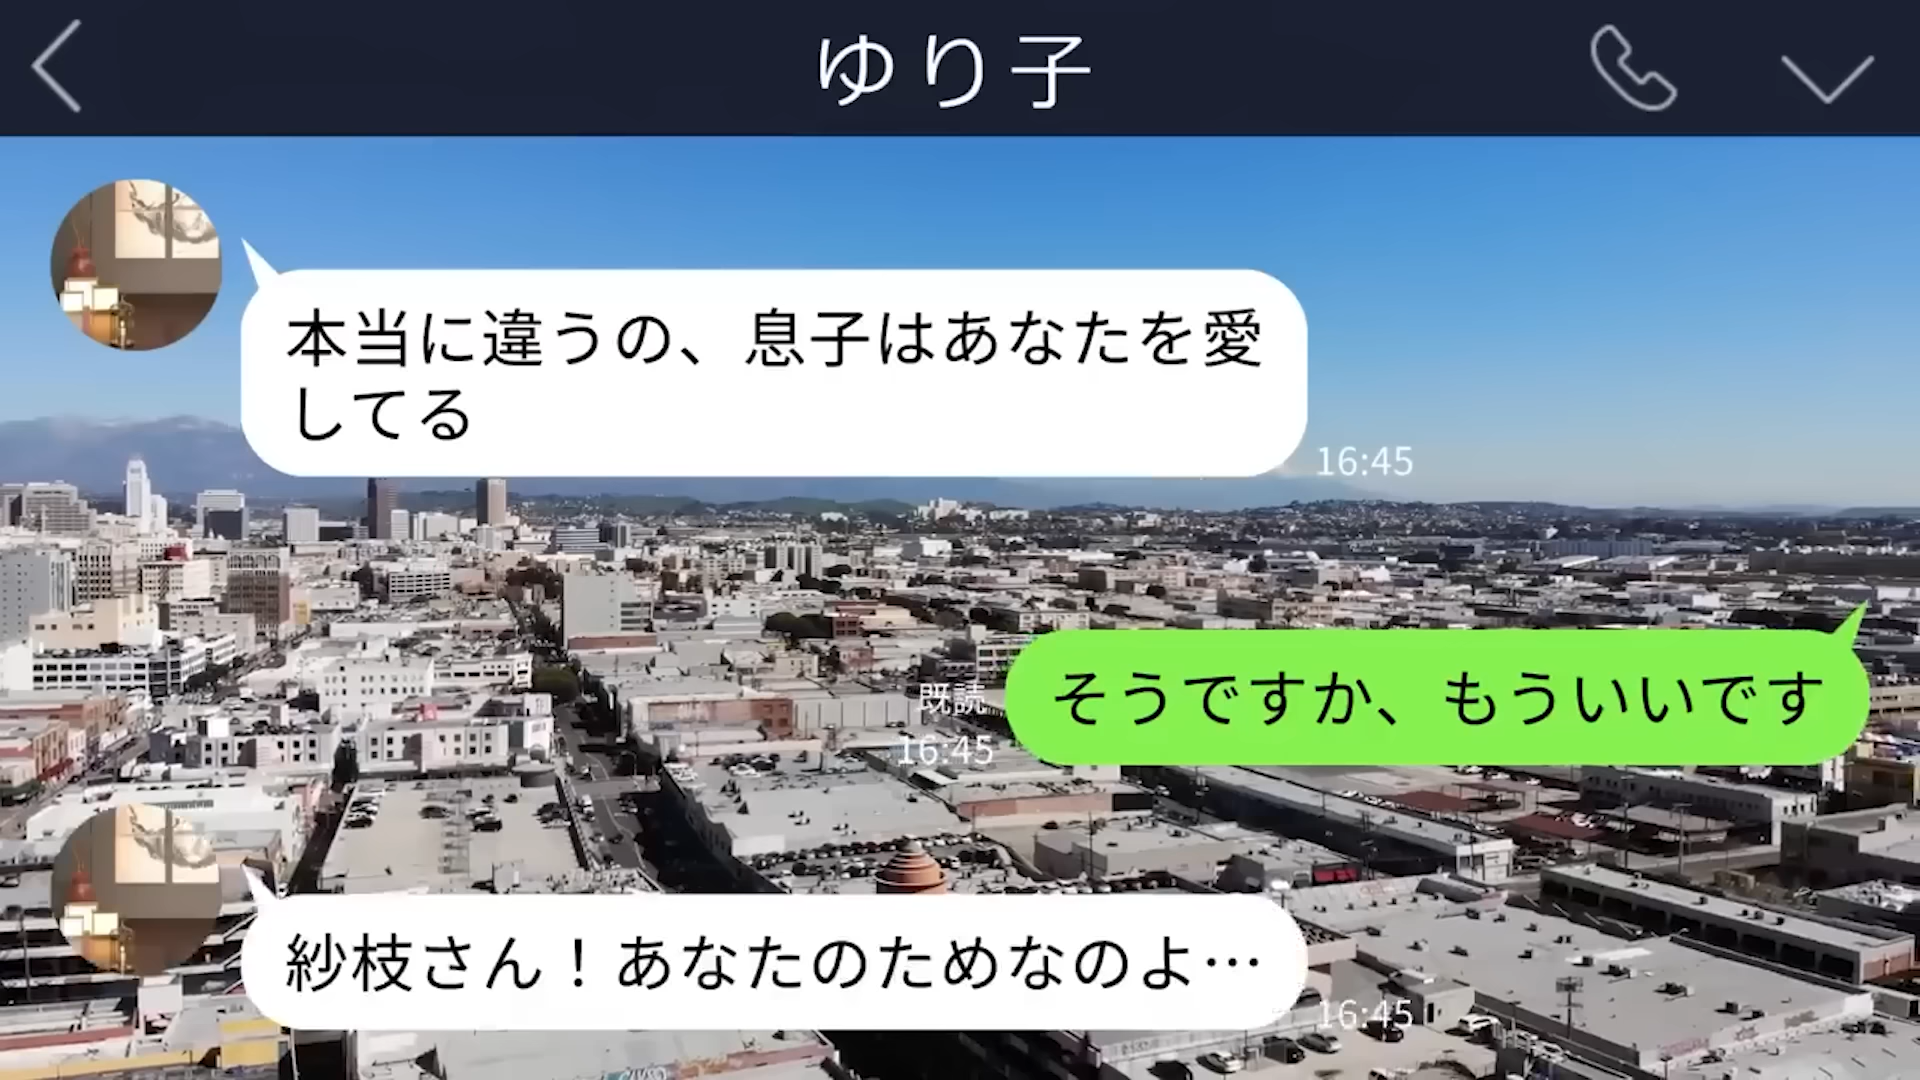 ゆり子
本当に違うの、息子はあなたを愛
してる
16:45
そうですか、もういいです
既読
16:45
紗枝さん！あなたのためなのよ…
16:45